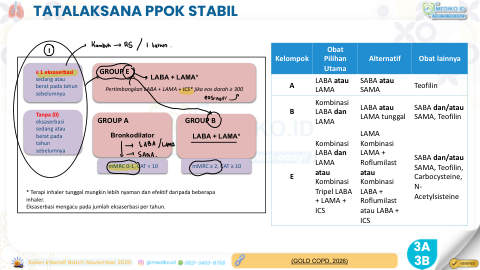 TATALAKSANA PPOK STABIL
MEDIKO.ID
1
≥ 1 eksaserbasi
sedang atau
berat pada tahun
sebelumnya
Tanpa (0)
eksaserbasi
sedang atau
berat pada
tahun
sebelumnya
GROUP E
LABA + LAMA*
Pertimbangkan LABA + LAMA + ICS* jika eos darah ≥ 300
GROUP A
Bronkodilator
LABA / LAMA
SAMA
mMRC 0-1, CAT < 10
GROUP B
LABA + LAMA*
mMRC ≥ 2, CAT ≥ 10
* Terapi inhaler tunggal mungkin lebih nyaman dan efektif daripada beberapa
inhaler.
Eksaserbasi mengacu pada jumlah eksaserbasi per tahun.
Kelompok
Obat
Pilihan
Utama
Alternatif
Obat lainnya
A
LABA atau
LAMA
SABA atau
SAMA
Teofilin
B
Kombinasi
LABA dan
LAMA
LABA atau
LAMA tunggal
SABA dan/atau
SAMA, Teofilin
E
Kombinasi
LABA dan
LAMA
atau
Kombinasi
Tripel LABA
+ LAMA +
ICS
LAMA
Kombinasi
LAMA +
Roflumilast
atau
Kombinasi
LABA +
Roflumilast
atau LABA +
ICS
SABA dan/atau
SAMA, Teofilin,
Carbocysteine,
N-
Acetylsisteine
(GOLD COPD, 2026)
3A
3B